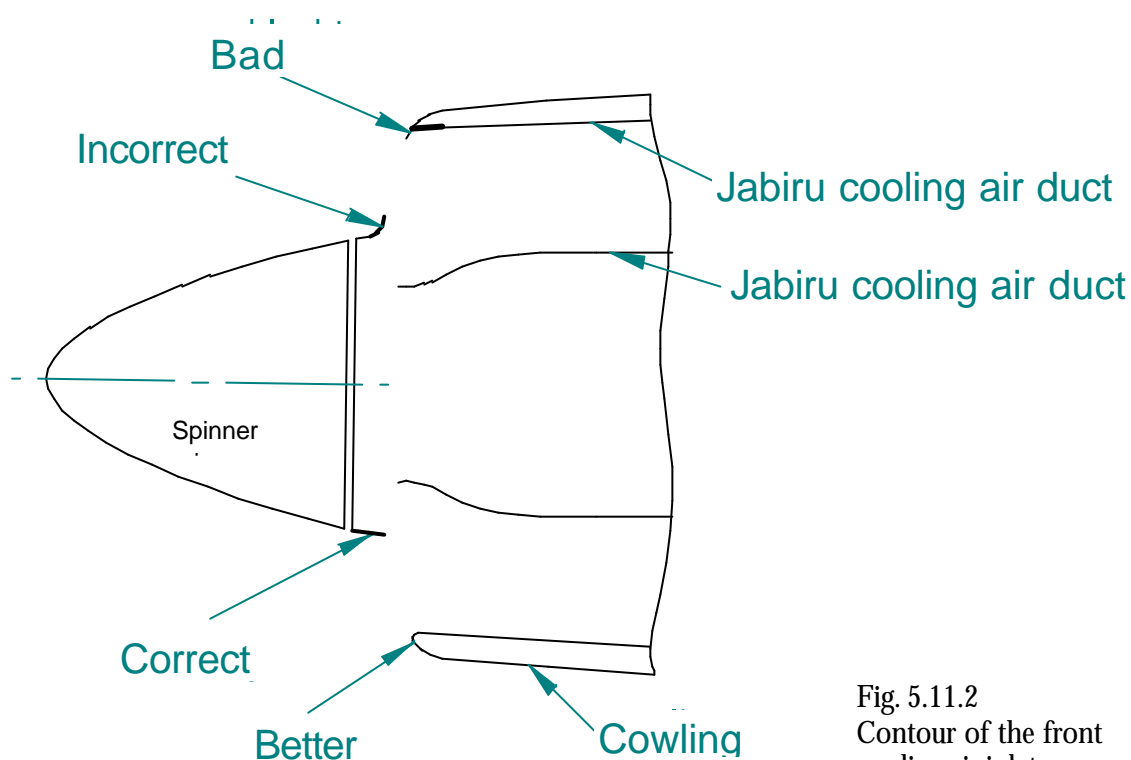 Bad
Incorrect
Jabiru cooling air duct
Jabiru cooling air duct
Spinner
Correct
Better
Cowling
Fig. 5.11.2
Contour of the front